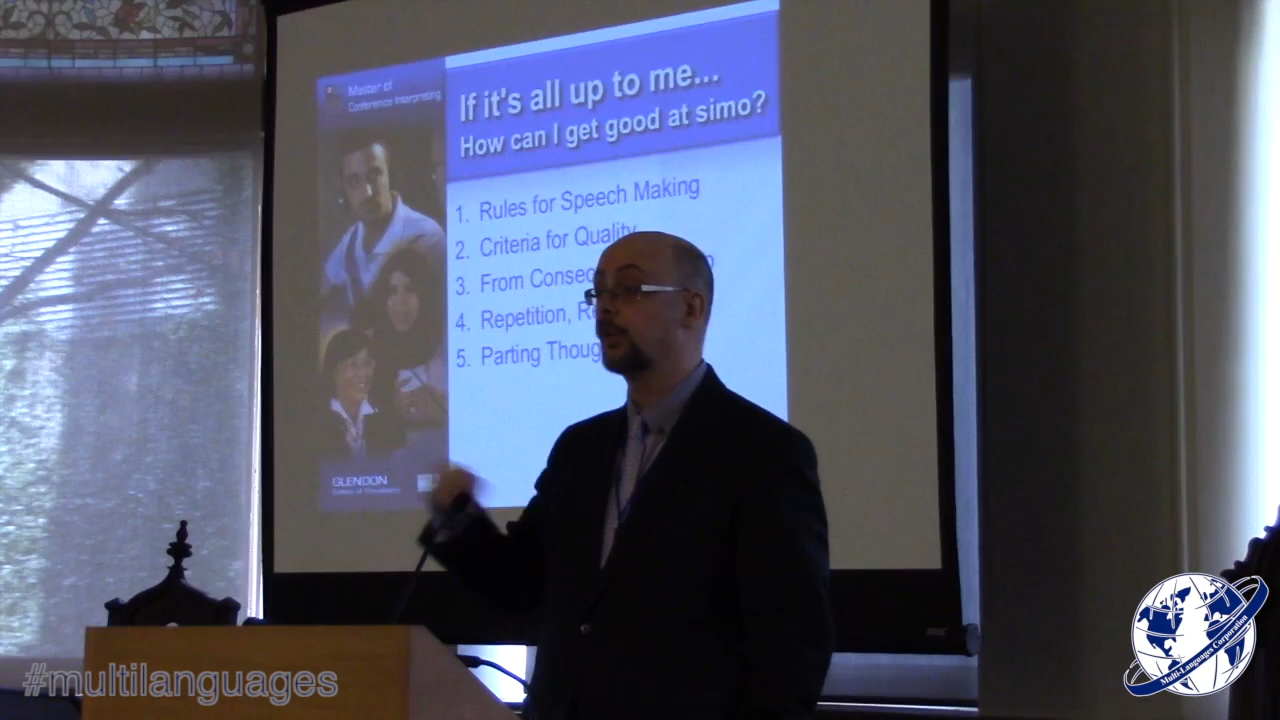 Master of
Conference Interpreting
If it's all up to me...
How can I get good at simo?
1. Rules for Speech Making
2. Criteria for Quality
3. From Consec
4. Repetition, R
5. Parting Thoug
GLENDON
#multilanguages
Multi-Languages Corporation